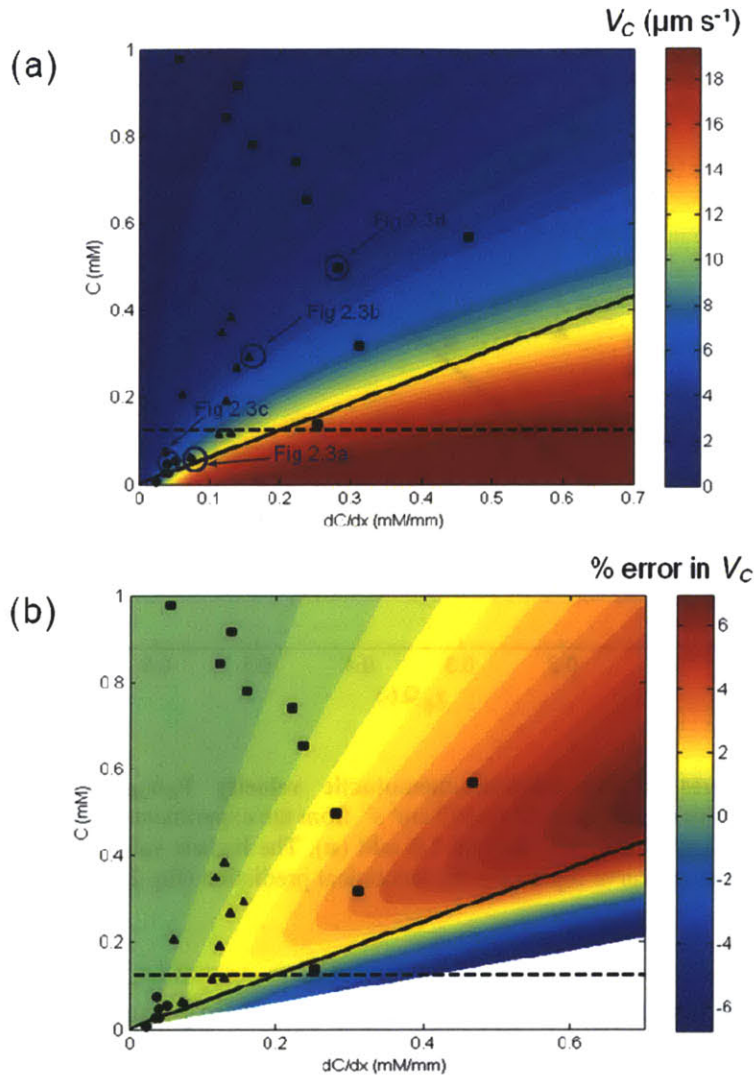 V_C (µm s⁻¹)
(a)
1
0.8
0.6
0.4
0.2
0
C (mM)
Fig 2.3d
Fig 2.3b
Fig 2.3c
Fig 2.3a
0 0.1 0.2 0.3 0.4 0.5 0.6 0.7
dC/dx (mM/mm)
18
16
14
12
10
8
6
4
2
0
% error in V_C
(b)
1
0.8
0.6
0.4
0.2
0
C (mM)
0 0.2 0.4 0.6
dC/dx (mM/mm)
6
4
2
0
-2
-4
-6